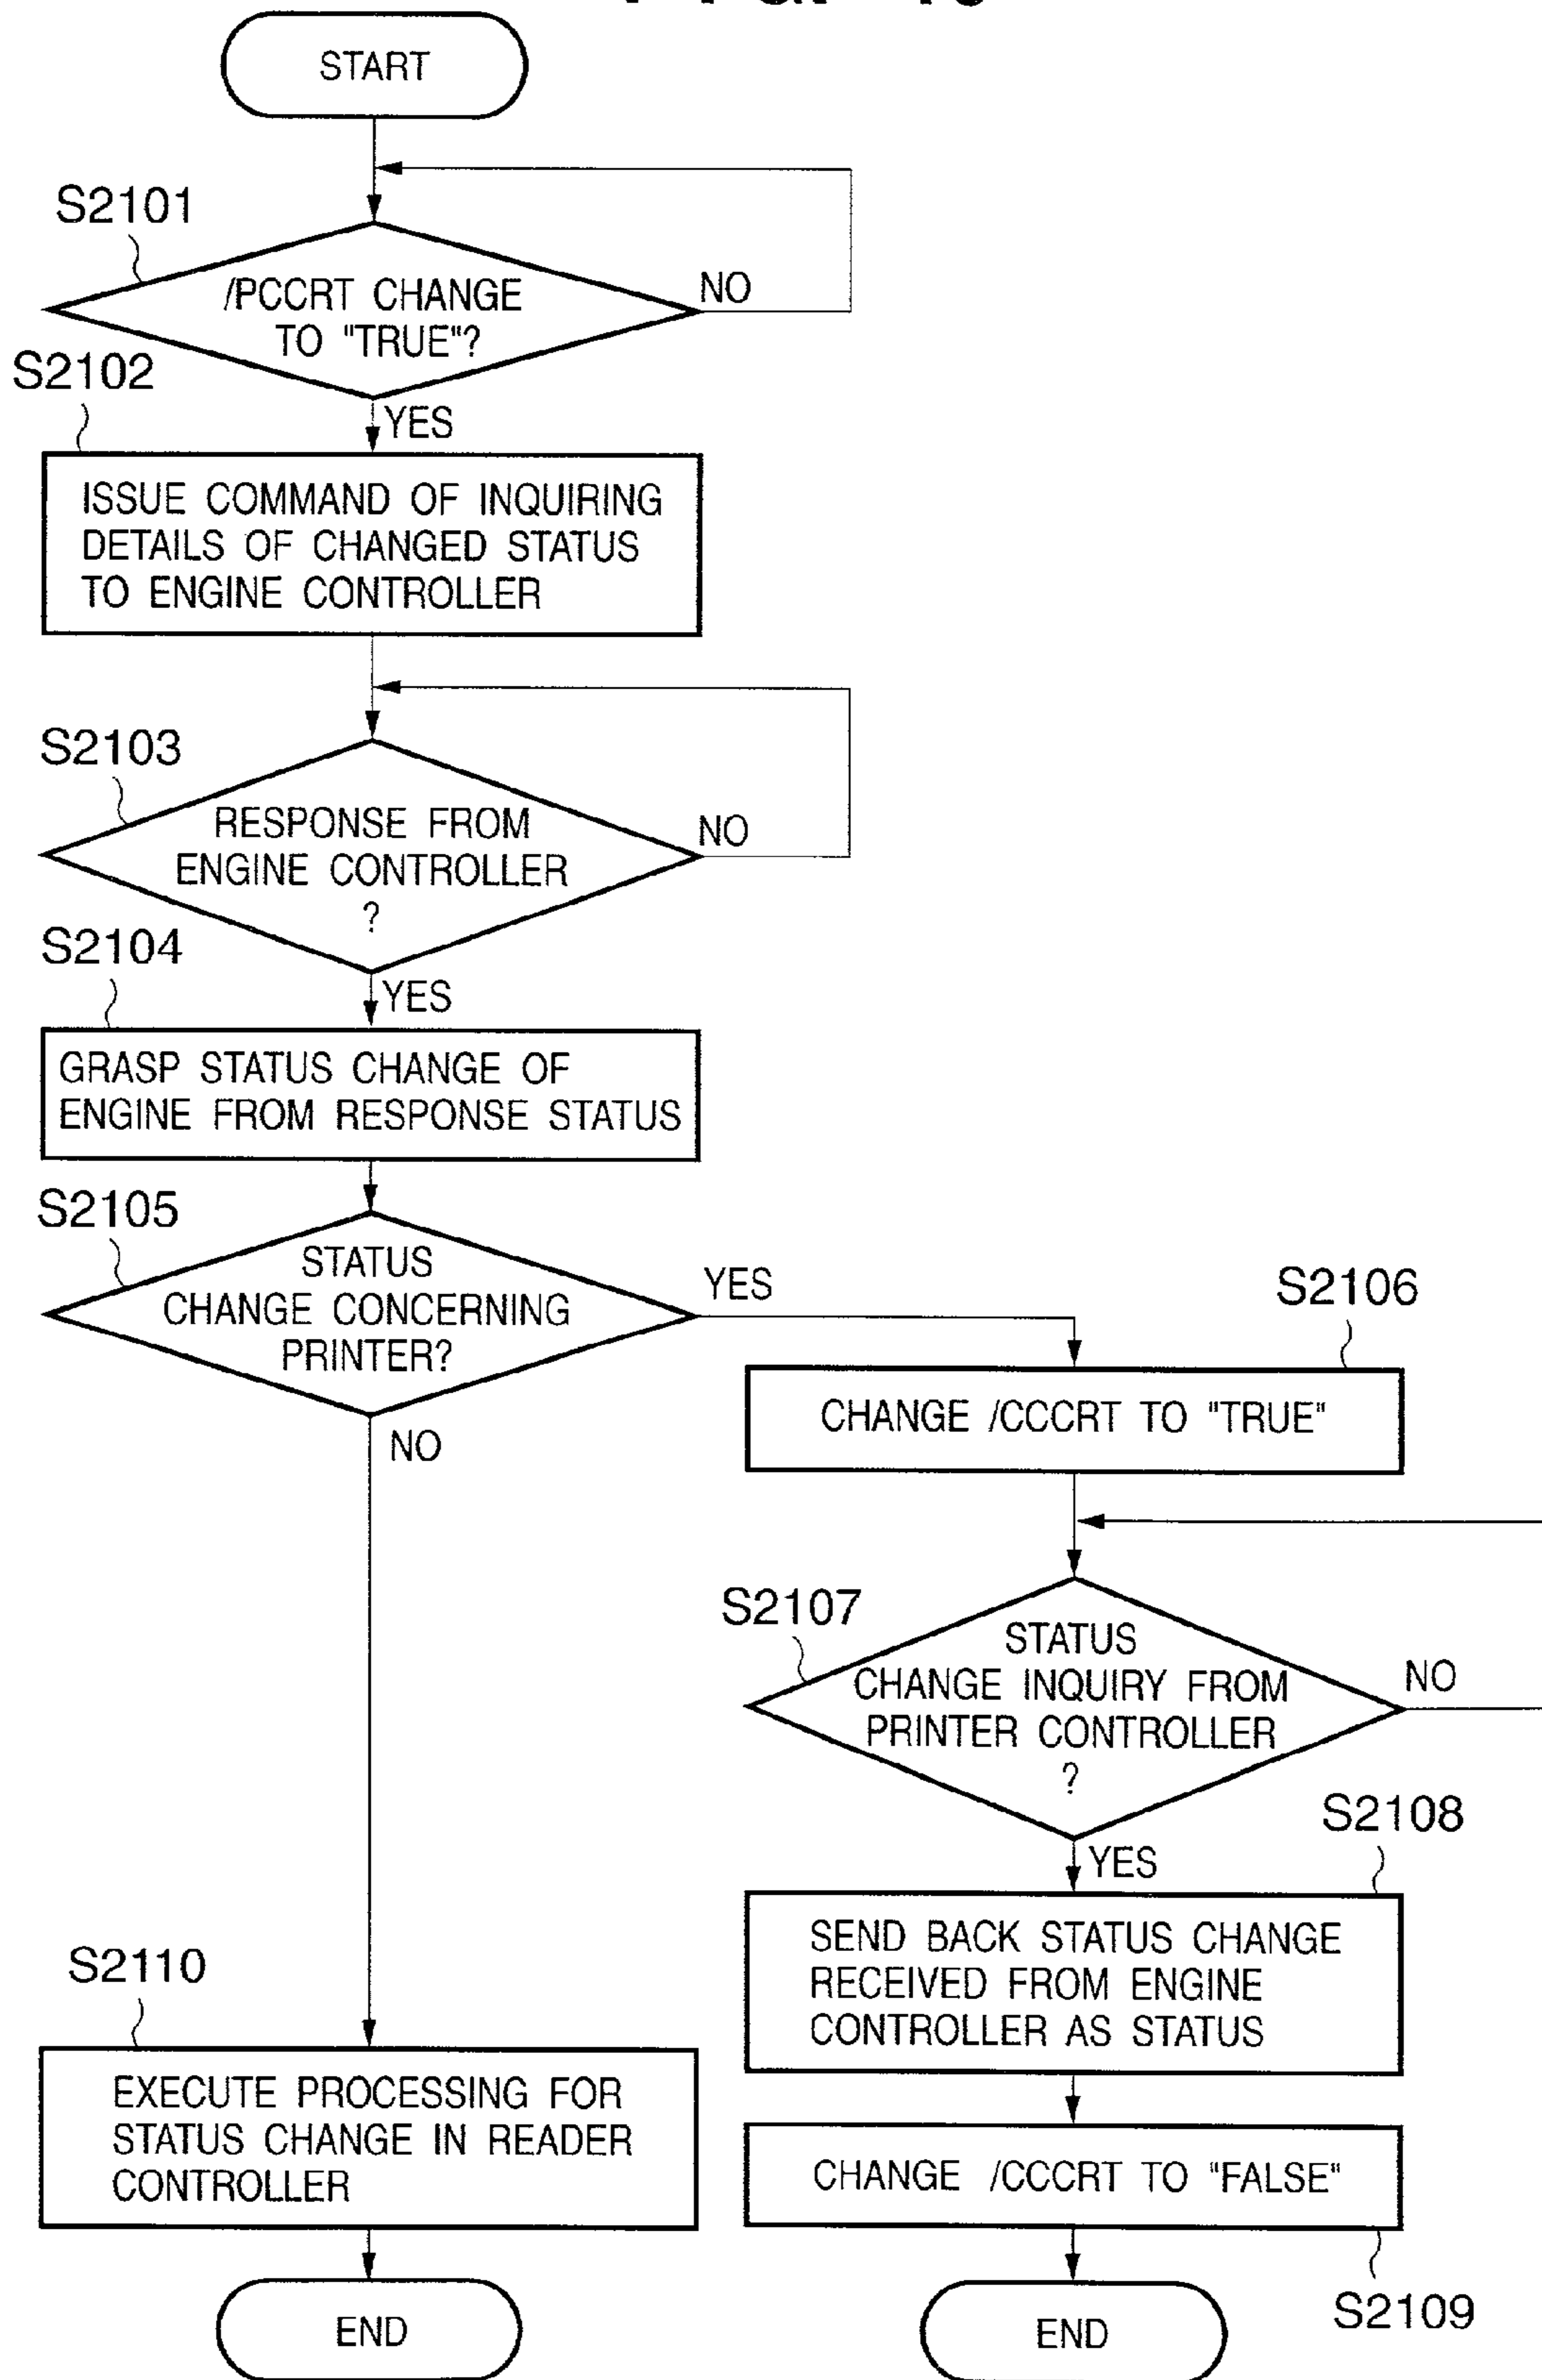 START
S2101
/PCCRT CHANGE
TO "TRUE"?
NO
S2102
YES
ISSUE COMMAND OF INQUIRING
DETAILS OF CHANGED STATUS
TO ENGINE CONTROLLER
S2103
RESPONSE FROM
ENGINE CONTROLLER
?
NO
S2104
YES
GRASP STATUS CHANGE OF
ENGINE FROM RESPONSE STATUS
S2105
STATUS
CHANGE CONCERNING
PRINTER?
YES
NO
S2106
CHANGE /CCCRT TO "TRUE"
S2107
STATUS
CHANGE INQUIRY FROM
PRINTER CONTROLLER
?
NO
S2108
YES
SEND BACK STATUS CHANGE
RECEIVED FROM ENGINE
CONTROLLER AS STATUS
S2110
EXECUTE PROCESSING FOR
STATUS CHANGE IN READER
CONTROLLER
CHANGE /CCCRT TO "FALSE"
S2109
END
END